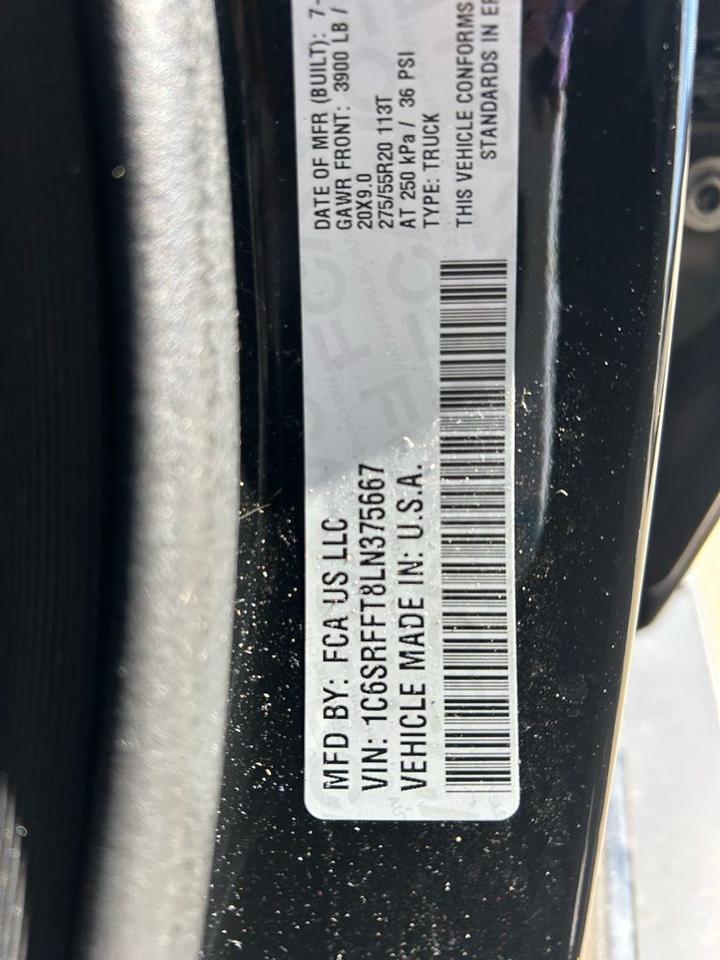 MFD BY: FCA US LLC
VIN: 1C6SRFFT8LN375667
VEHICLE MADE IN: U.S.A.
DATE OF MFR (BUILT): 7-
GAWR FRONT: 3900 LB /
20X9.0
275/55R20 113T
AT 250 kPa / 36 PSI
TYPE: TRUCK
THIS VEHICLE CONFORMS
STANDARDS IN EF